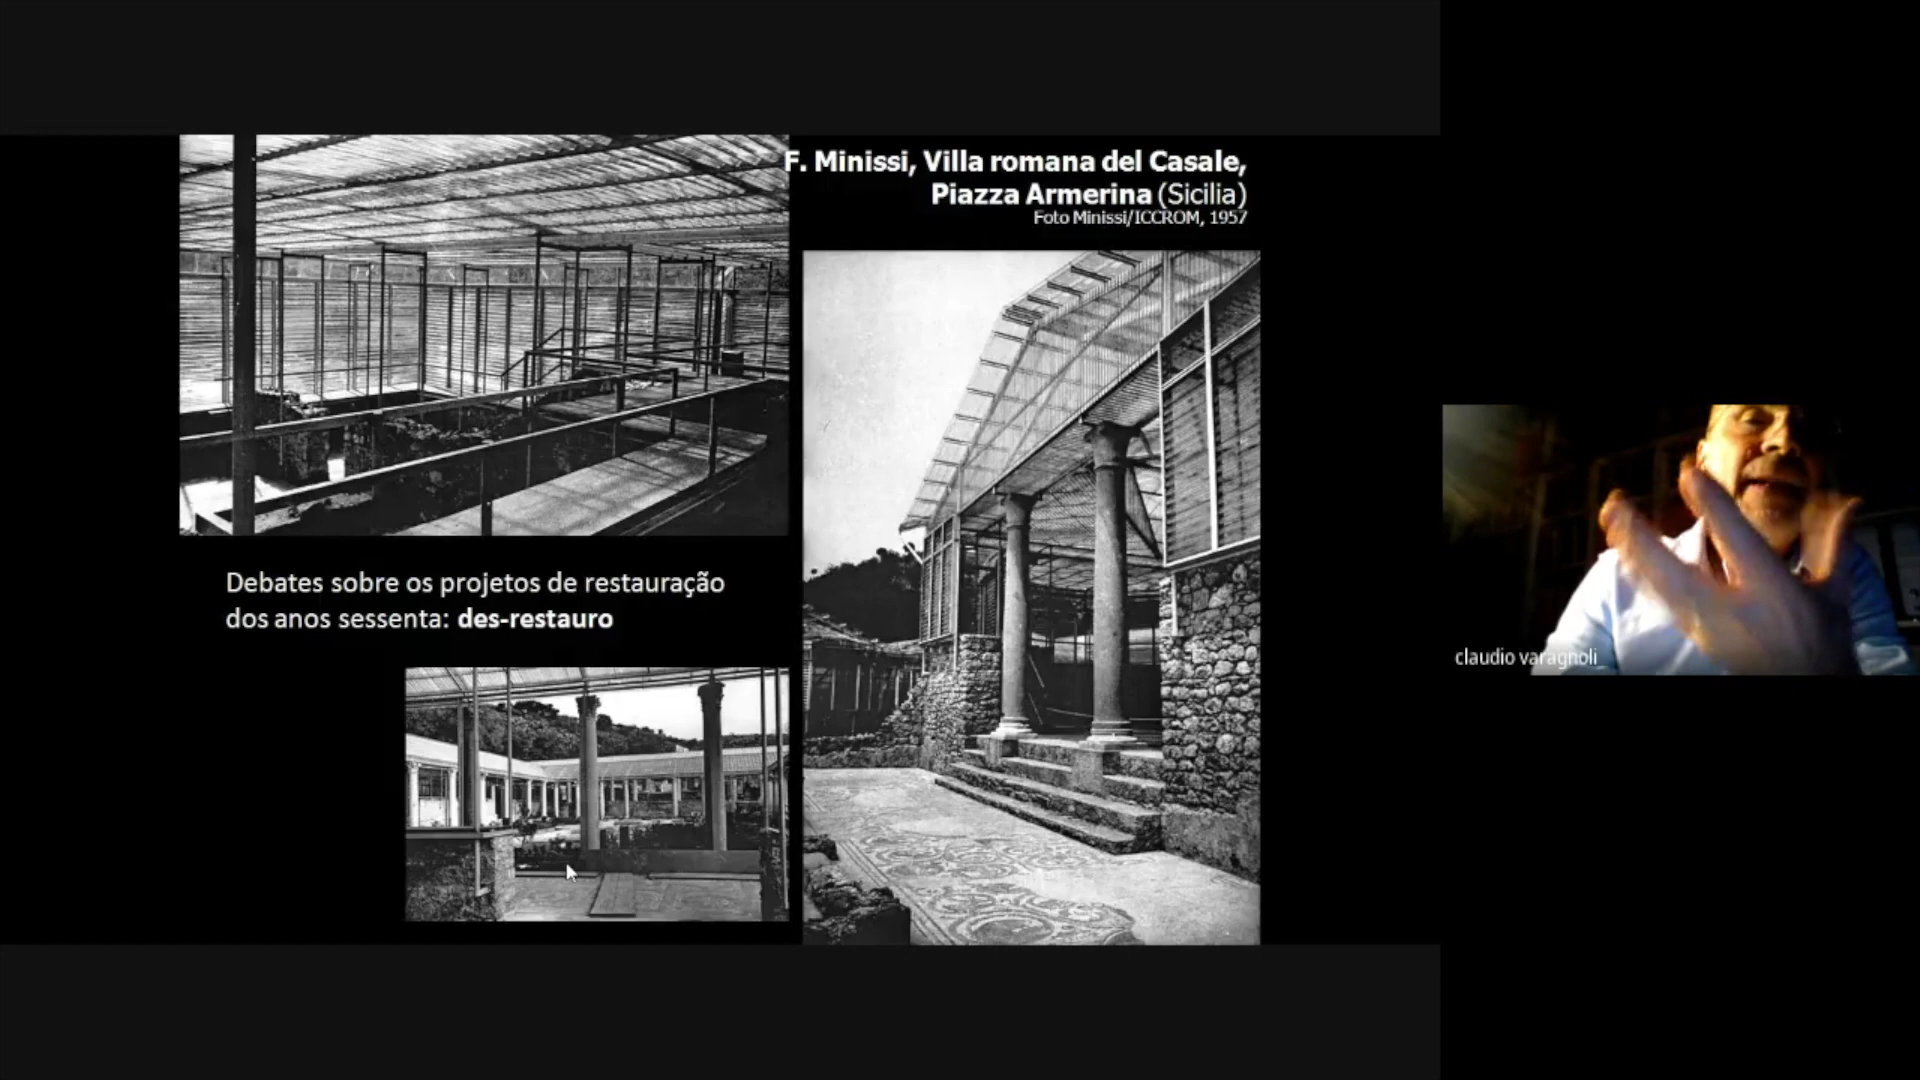 F. Minissi, Villa romana del Casale,
Piazza Armerina (Sicilia)
Foto Minissi/ICCROM, 1957
Debates sobre os projetos de restauração
dos anos sessenta: des-restauro
claudio varagnoli